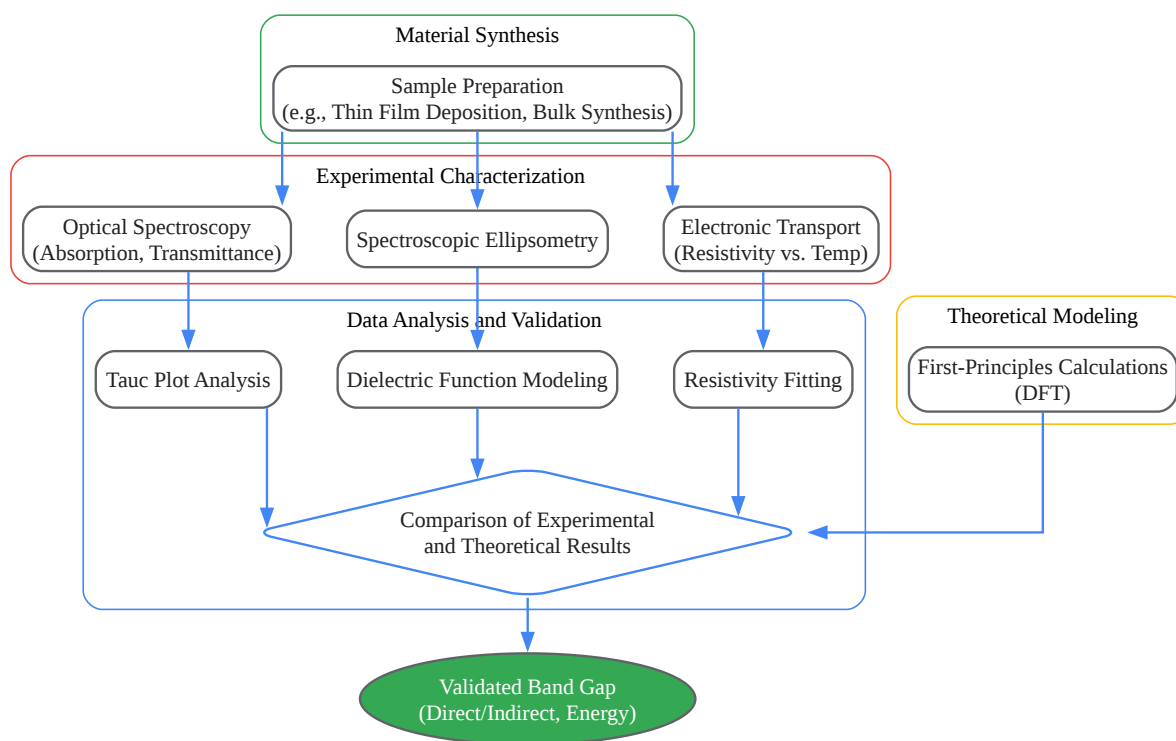 Material Synthesis
Sample Preparation
(e.g., Thin Film Deposition, Bulk Synthesis)
Experimental Characterization
Optical Spectroscopy
(Absorption, Transmittance)
Spectroscopic Ellipsometry
Electronic Transport
(Resistivity vs. Temp)
Data Analysis and Validation
Theoretical Modeling
Tauc Plot Analysis
Dielectric Function Modeling
Resistivity Fitting
First-Principles Calculations
(DFT)
Comparison of Experimental
and Theoretical Results
Validated Band Gap
(Direct/Indirect, Energy)